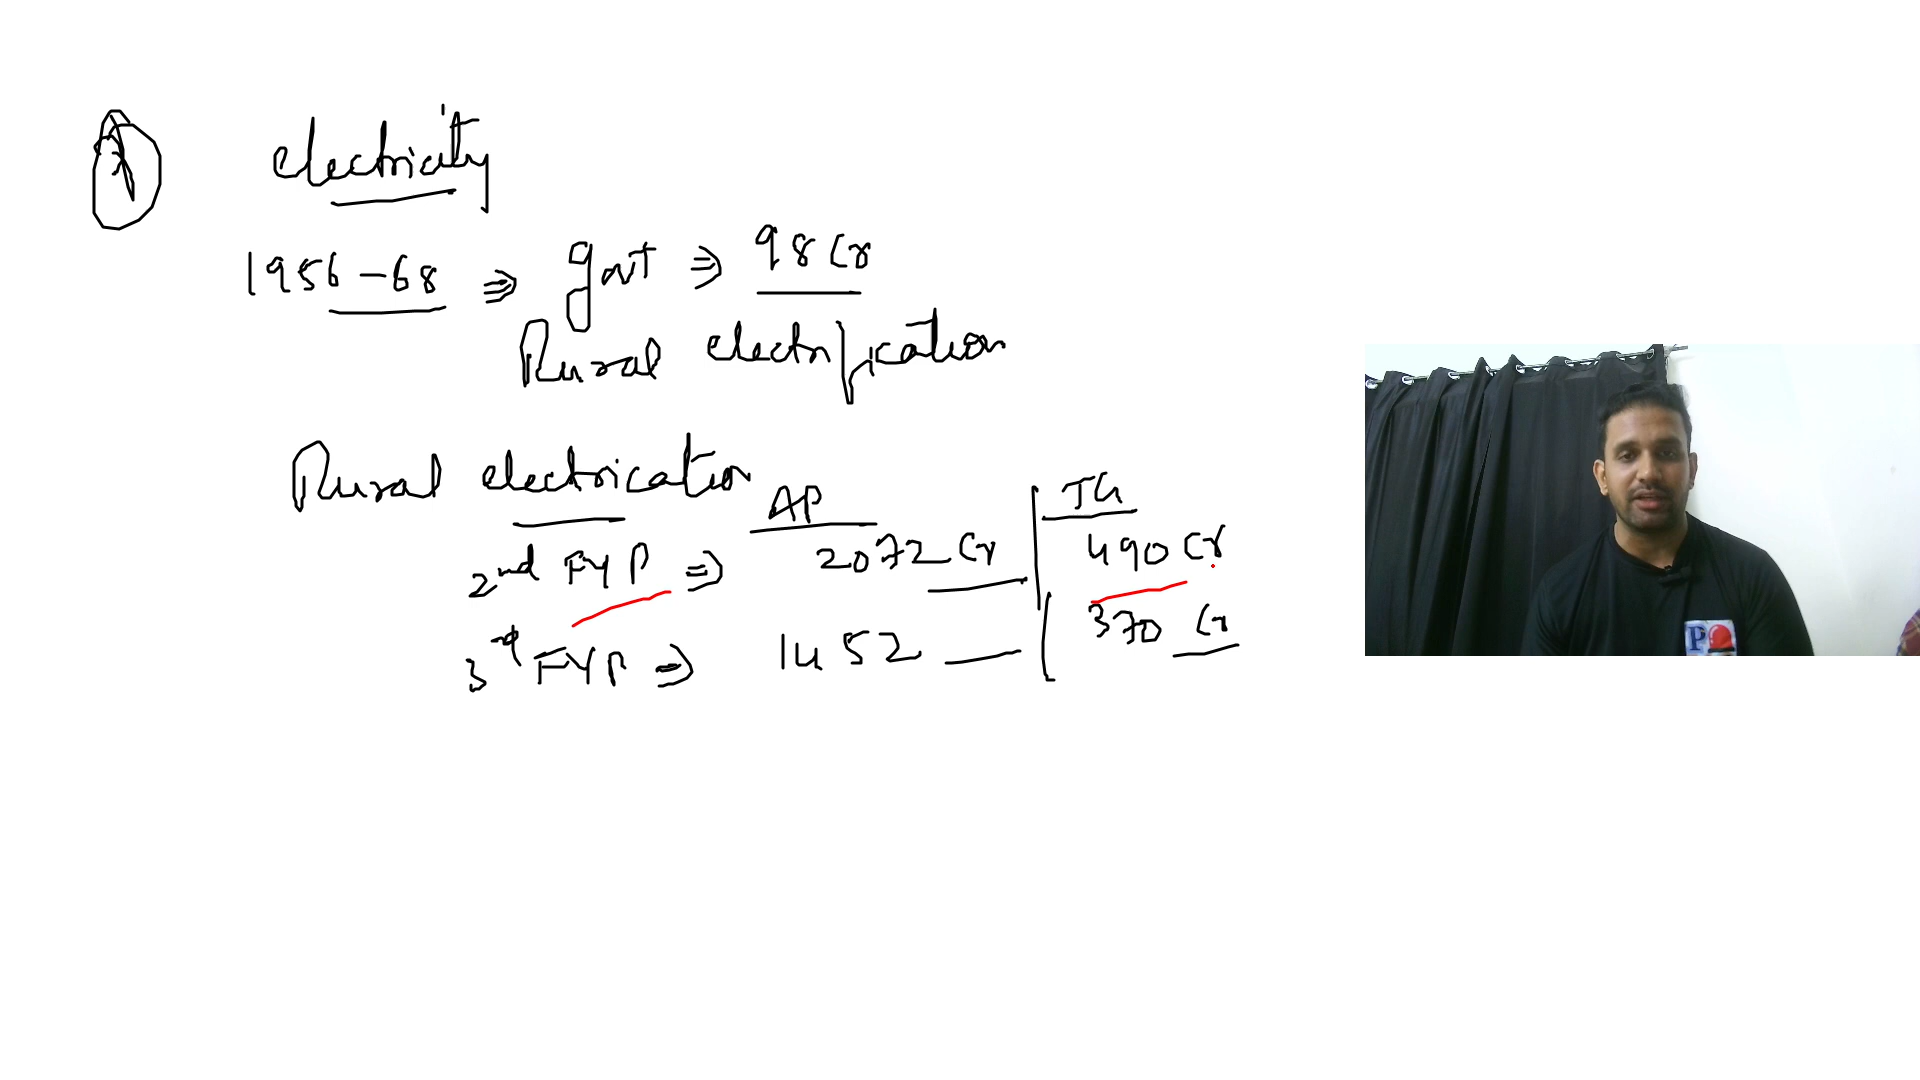 electricity
1956-68 ⇒ govt ⇒ 98 Cr
Rural electrification
Rural electrication
AP TG
2nd FYP ⇒ 2072 Cr 490 Cr
3rd FYP ⇒ 1452 370 Cr
P